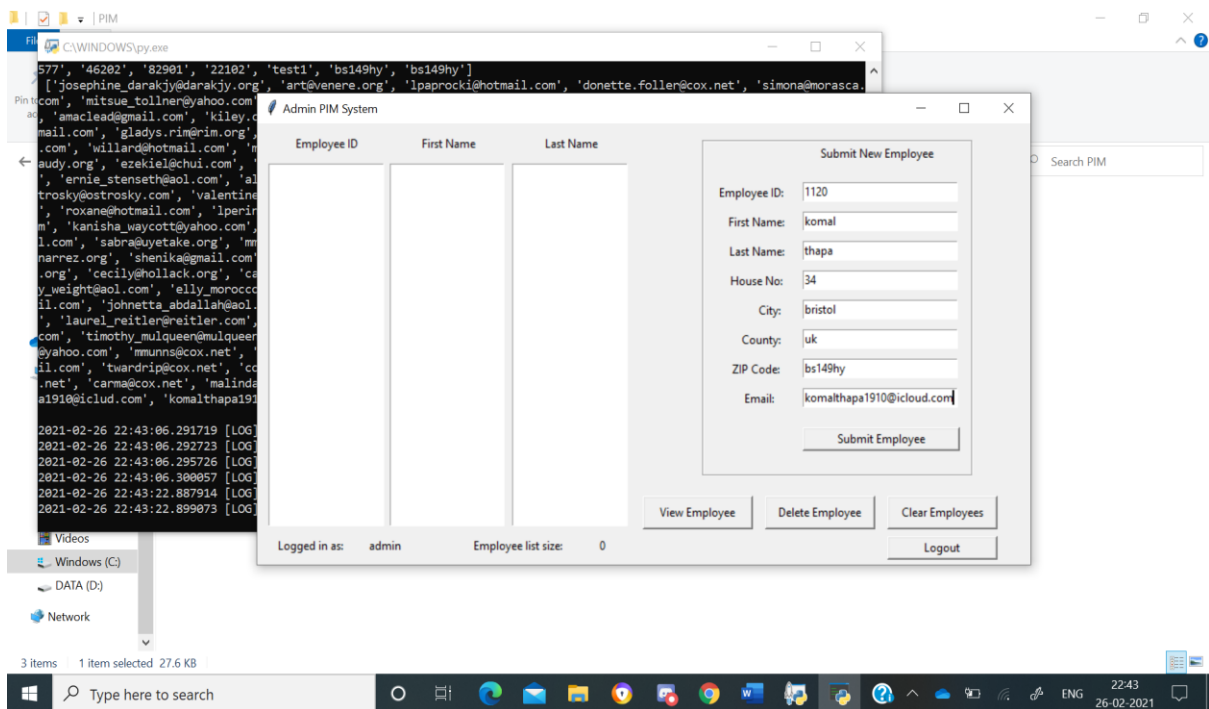 PIM
C:\WINDOWS\py.exe
577', '46202', '82901', '22102', 'test1', 'bs149hy', 'bs149hy']
['josephine_darakjy@darakjy.org', 'art@venere.org', 'lpaprocki@hotmail.com', 'donette.foller@cox.net', 'simona@morasca.
com', 'mitsue_tollner@yahoo.com'
, 'amaclead@gmail.com', 'kiley.c
mail.com', 'gladys.rim@rim.org',
.com', 'willard@hotmail.com', 'm
audy.org', 'ezekiel@chui.com', '
', 'ernie_stenseth@aol.com', 'al
trosky@ostrosky.com', 'valentine
', 'roxane@hotmail.com', 'lperin
m', 'kanisha_waycott@yahoo.com',
l.com', 'sabra@uyetake.org', 'mm
narrez.org', 'shenika@gmail.com'
.org', 'cecily@hollack.org', 'ca
y_weight@aol.com', 'elly_morocco
il.com', 'johnetta_abdallah@aol.
', 'laurel_reitler@reitler.com',
com', 'timothy_mulqueen@mulqueen
@yahoo.com', 'mmunns@cox.net', '
il.com', 'twardrip@cox.net', 'cc
.net', 'carma@cox.net', 'malinda
a1910@iclud.com', 'komalthapa191
2021-02-26 22:43:06.291719 [LOG]
2021-02-26 22:43:06.292723 [LOG]
2021-02-26 22:43:06.295726 [LOG]
2021-02-26 22:43:06.300057 [LOG]
2021-02-26 22:43:22.887914 [LOG]
2021-02-26 22:43:22.899073 [LOG]
Admin PIM System
Employee ID First Name Last Name
Submit New Employee
Employee ID: 1120
First Name: komal
Last Name: thapa
House No: 34
City: bristol
County: uk
ZIP Code: bs149hy
Email: komalthapa1910@icloud.com
Submit Employee
View Employee Delete Employee Clear Employees
Logged in as: admin Employee list size: 0 Logout
Search PIM
Videos
Windows (C:)
DATA (D:)
Network
3 items 1 item selected 27.6 KB
Type here to search
ENG
22:43
26-02-2021